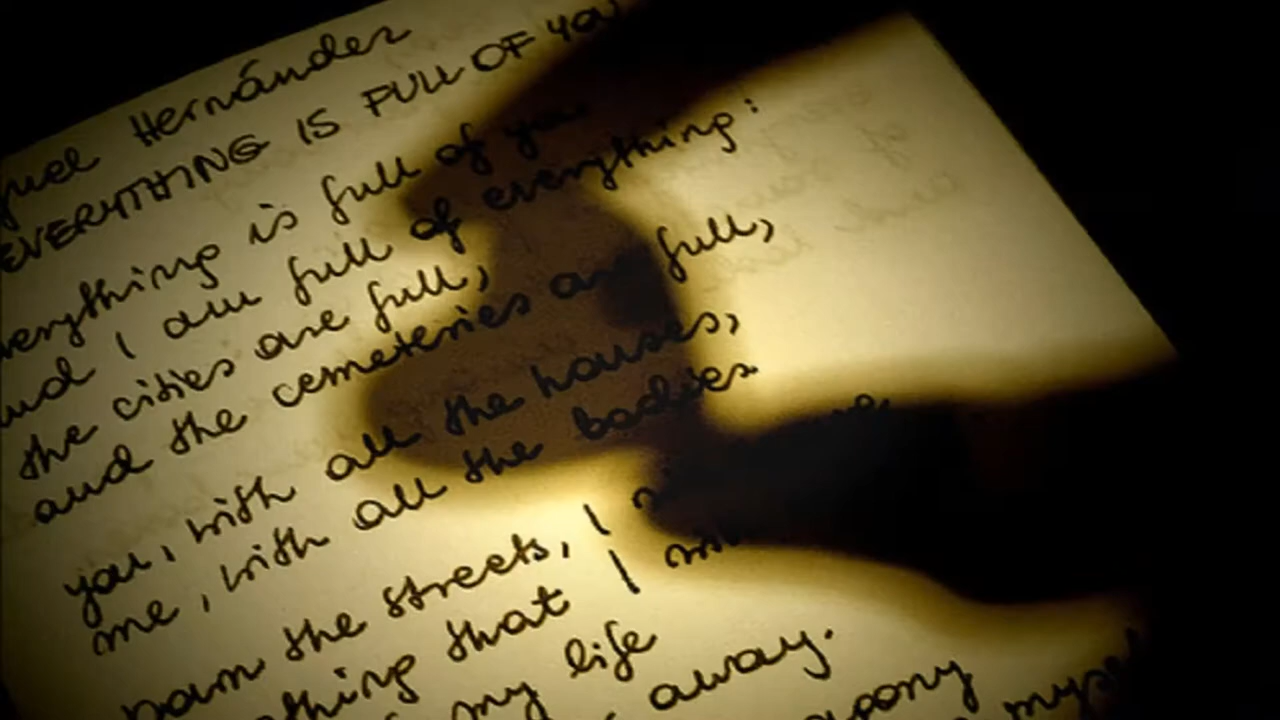 Hernández
EVERYTHING IS FULL OF YOU
everything is full of you
and I am full of everything:
the cities are full,
and the cemeteries are full,
you, with all the houses,
me, with all the bodies.
the streets, I
that I
my life
away.
agony